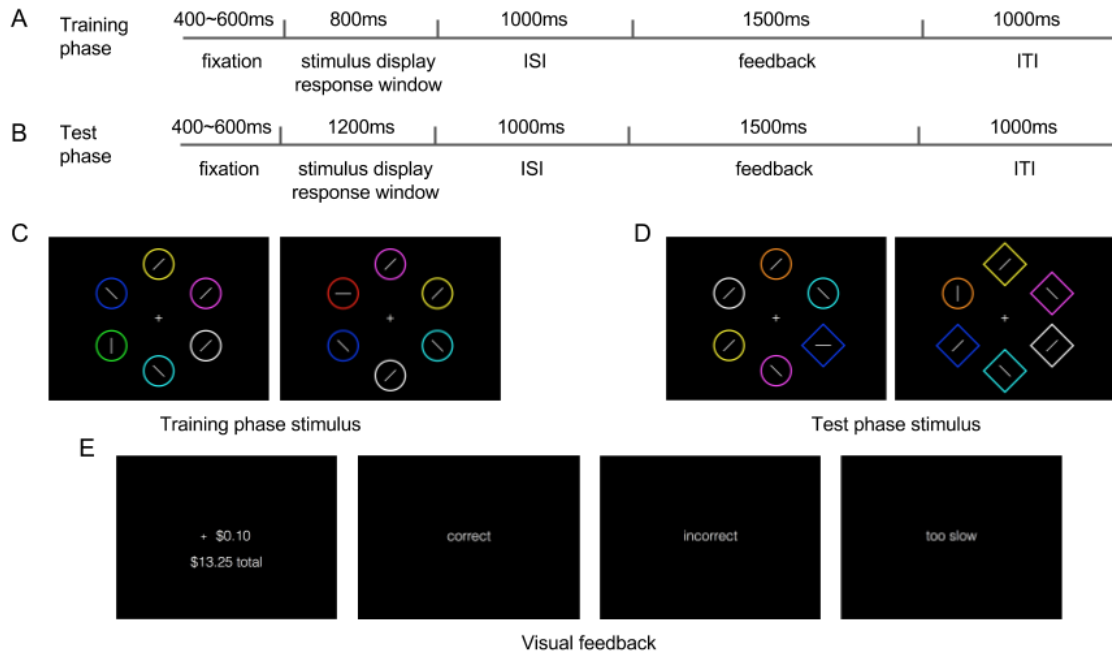 A
Training
phase
400~600ms
800ms
1000ms
1500ms
1000ms
fixation
stimulus display
response window
ISI
feedback
ITI
B
Test
phase
400~600ms
1200ms
1000ms
1500ms
1000ms
fixation
stimulus display
response window
ISI
feedback
ITI
C
D
Training phase stimulus
Test phase stimulus
E
+ $0.10
$13.25 total
correct
incorrect
too slow
Visual feedback